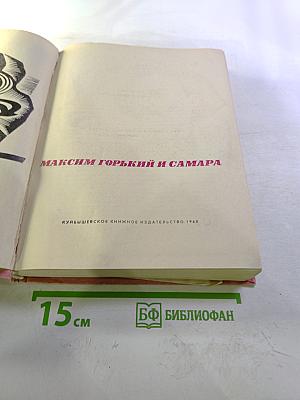 МАКСИМ ГОРЬКИЙ И САМАРА
КУЙБЫШЕВСКОЕ КНИЖНОЕ ИЗДАТЕЛЬСТВО 1968
15 см БФ БИБЛИОФАН